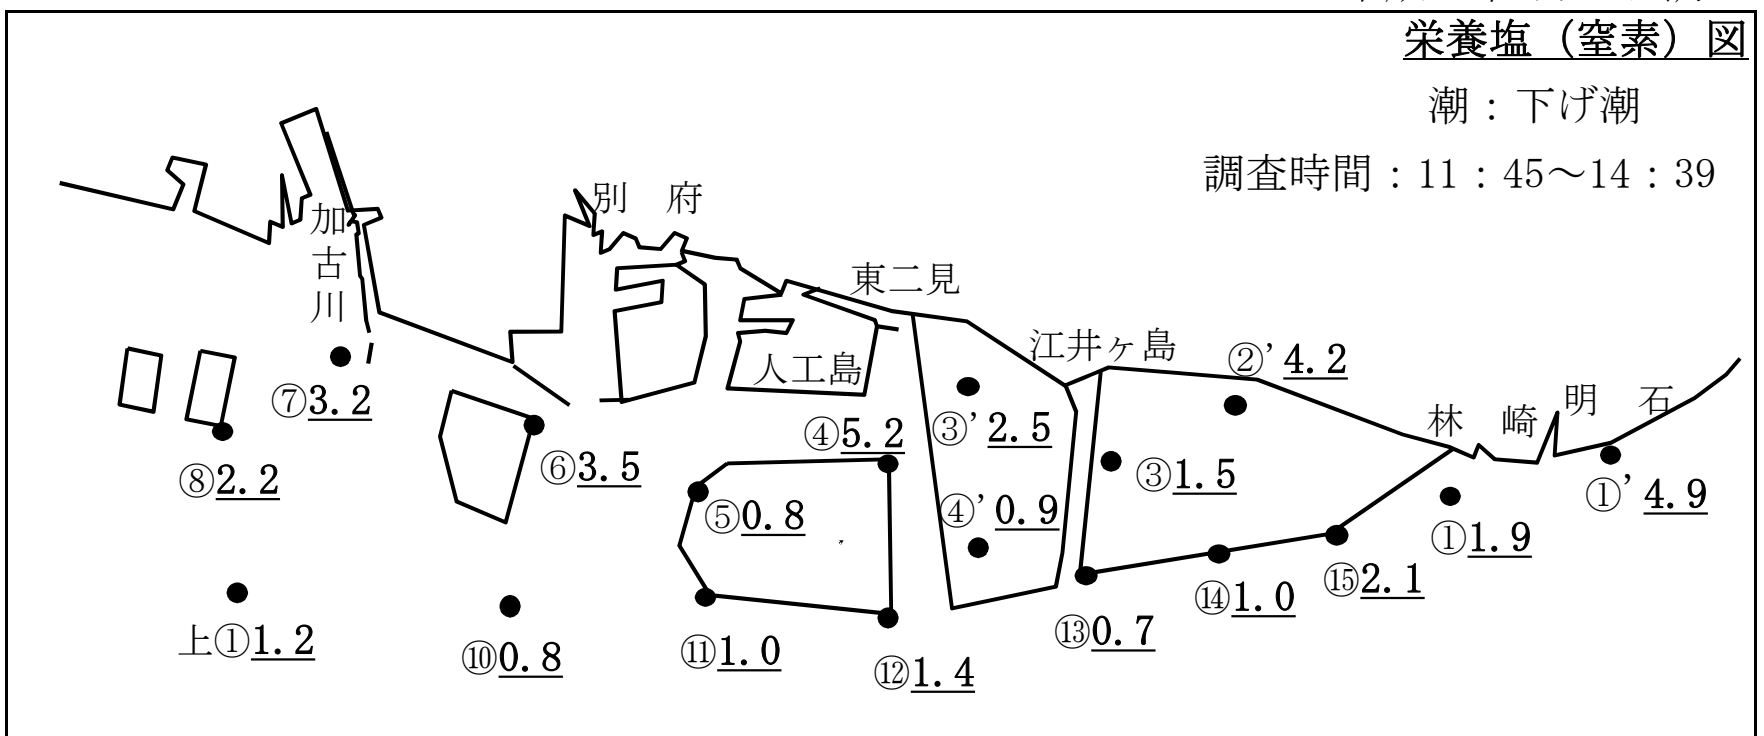 栄養塩（窒素）図
潮：下げ潮
調査時間：11：45～14：39
加古川
別府
東二見
人工島
江井ヶ島
林崎
明石
②’4.2
⑦3.2
④5.2
③’2.5
⑧2.2
⑥3.5
③1.5
①’4.9
⑤0.8
④’0.9
①1.9
⑮2.1
⑭1.0
上①1.2
⑩0.8
⑪1.0
⑫1.4
⑬0.7